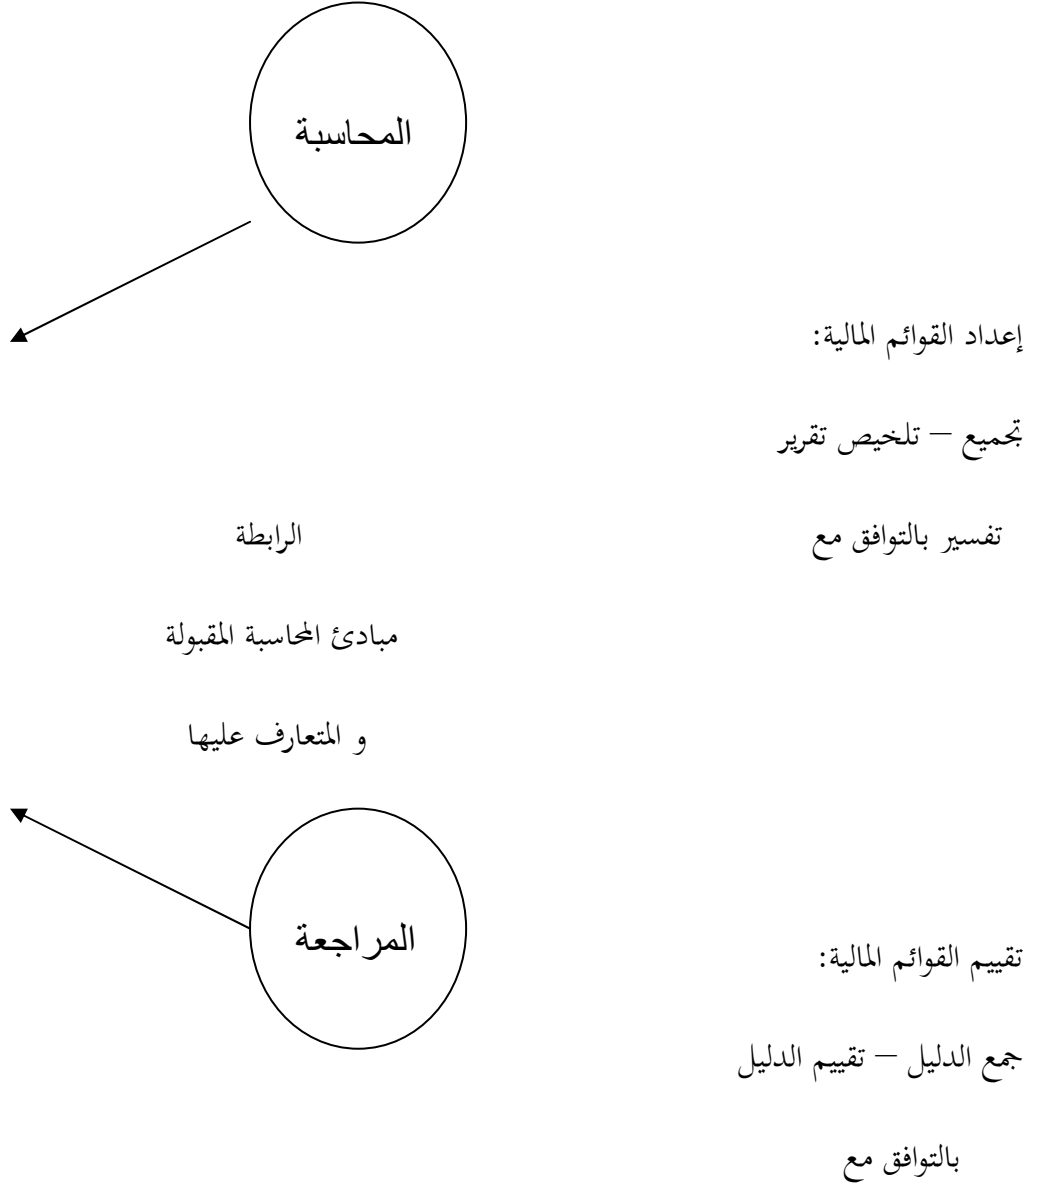 المحاسبة
إعداد القوائم المالية:
تجميع – تلخيص تقرير
تفسير بالتوافق مع
الرابطة
مبادئ المحاسبة المقبولة
و المتعارف عليها
المراجعة
تقييم القوائم المالية:
جمع الدليل – تقييم الدليل
بالتوافق مع